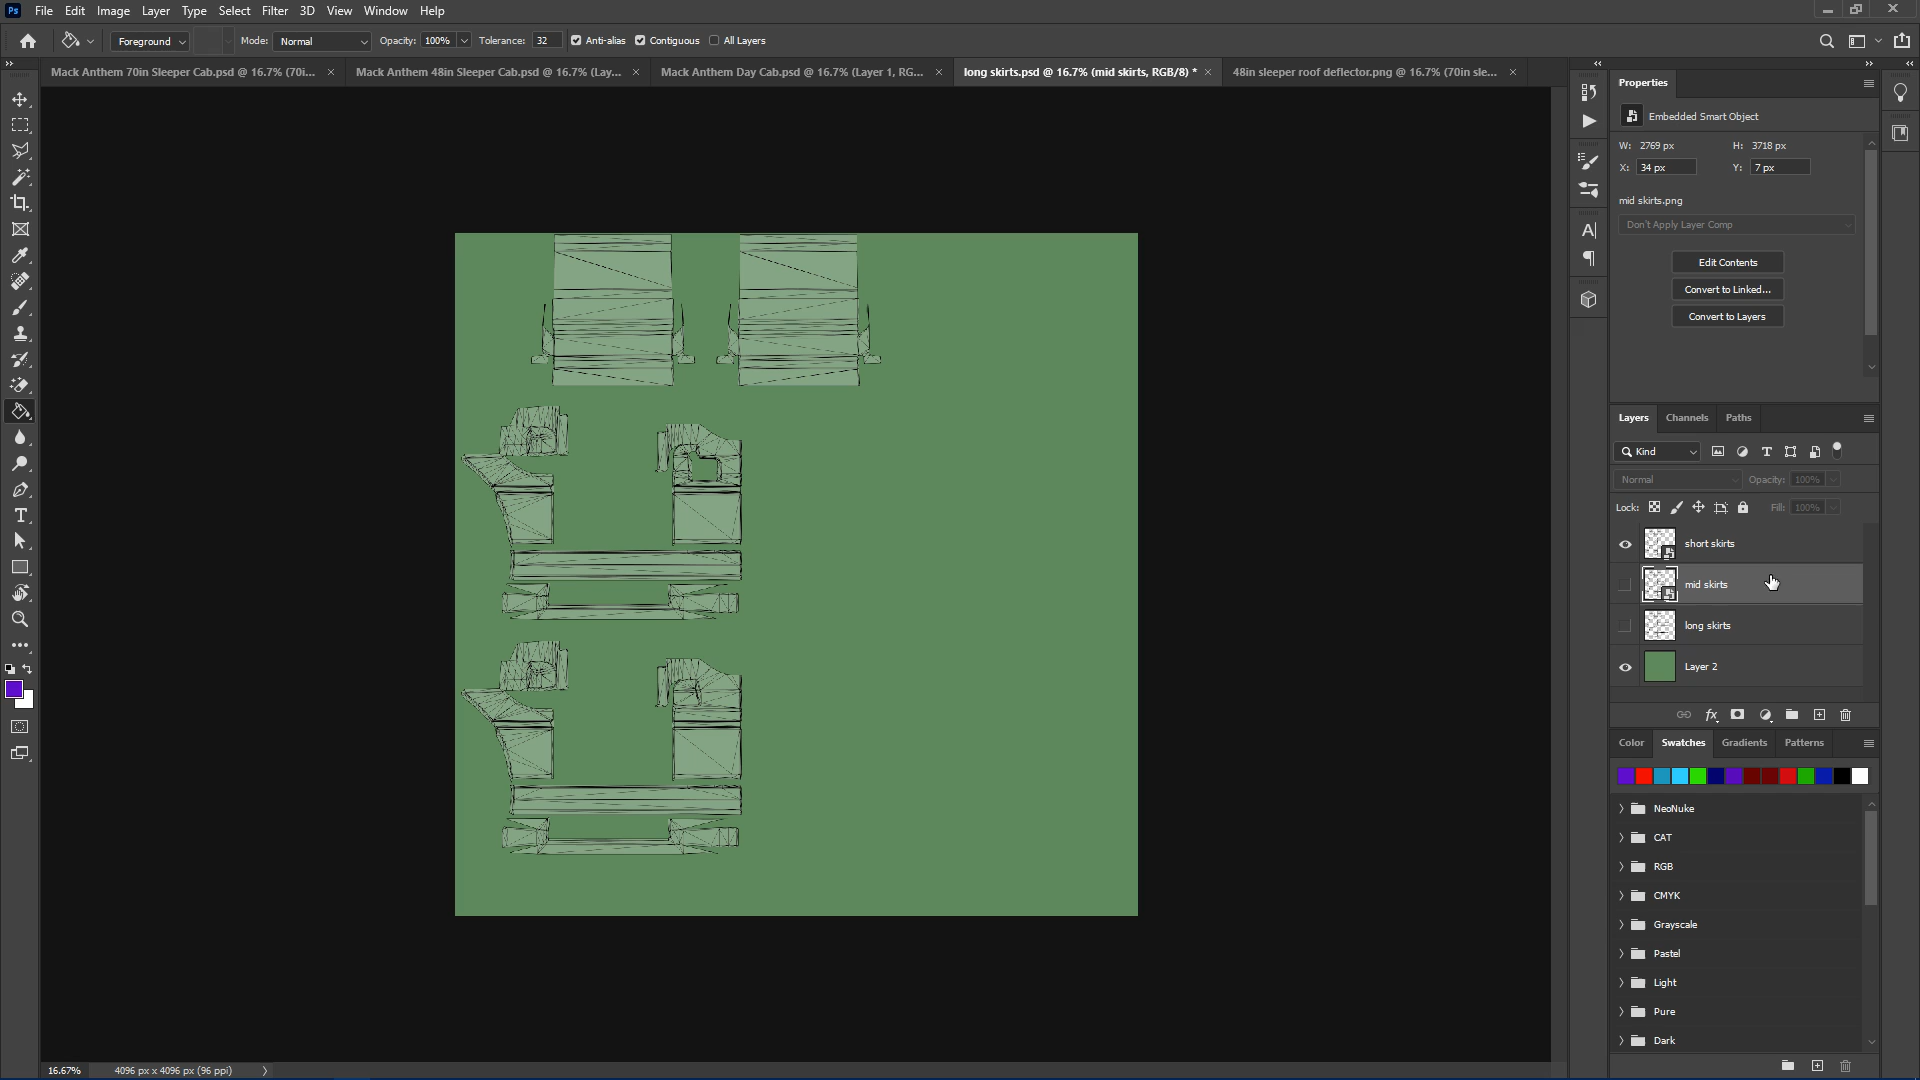 Ps File Edit Image Layer Type Select Filter 3D View Window Help
Foreground Mode: Normal Opacity: 100% Tolerance: 32 Anti-alias Contiguous All Layers
Mack Anthem 70in Sleeper Cab.psd @ 16.7% (70i... Mack Anthem 48in Sleeper Cab.psd @ 16.7% (Lay... Mack Anthem Day Cab.psd @ 16.7% (Layer 1, RG... long skirts.psd @ 16.7% (mid skirts, RGB/8) * 48in sleeper roof deflector.png @ 16.7% (70in sle...
Properties
Embedded Smart Object
W: 2769 px H: 3718 px
X: 34 px Y: 7 px
mid skirts.png
Don't Apply Layer Comp
Edit Contents
Convert to Linked...
Convert to Layers
Layers Channels Paths
Kind
Normal Opacity: 100%
Lock: Fill: 100%
short skirts
mid skirts
long skirts
Layer 2
Color Swatches Gradients Patterns
NeoNuke
CAT
RGB
CMYK
Grayscale
Pastel
Light
Pure
Dark
16.67% 4096 px x 4096 px (96 ppi)